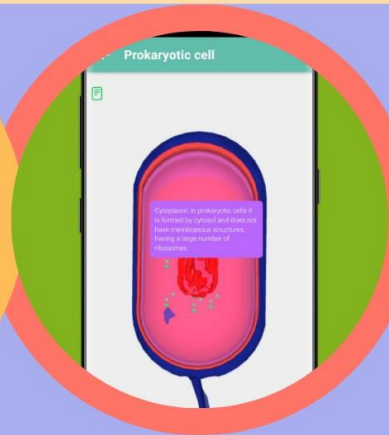 Prokaryotic cell
Cytoplasm: in prokaryotic cells it
is formed by cytosol and does not
have membranous structures,
having a large number of
ribosomes